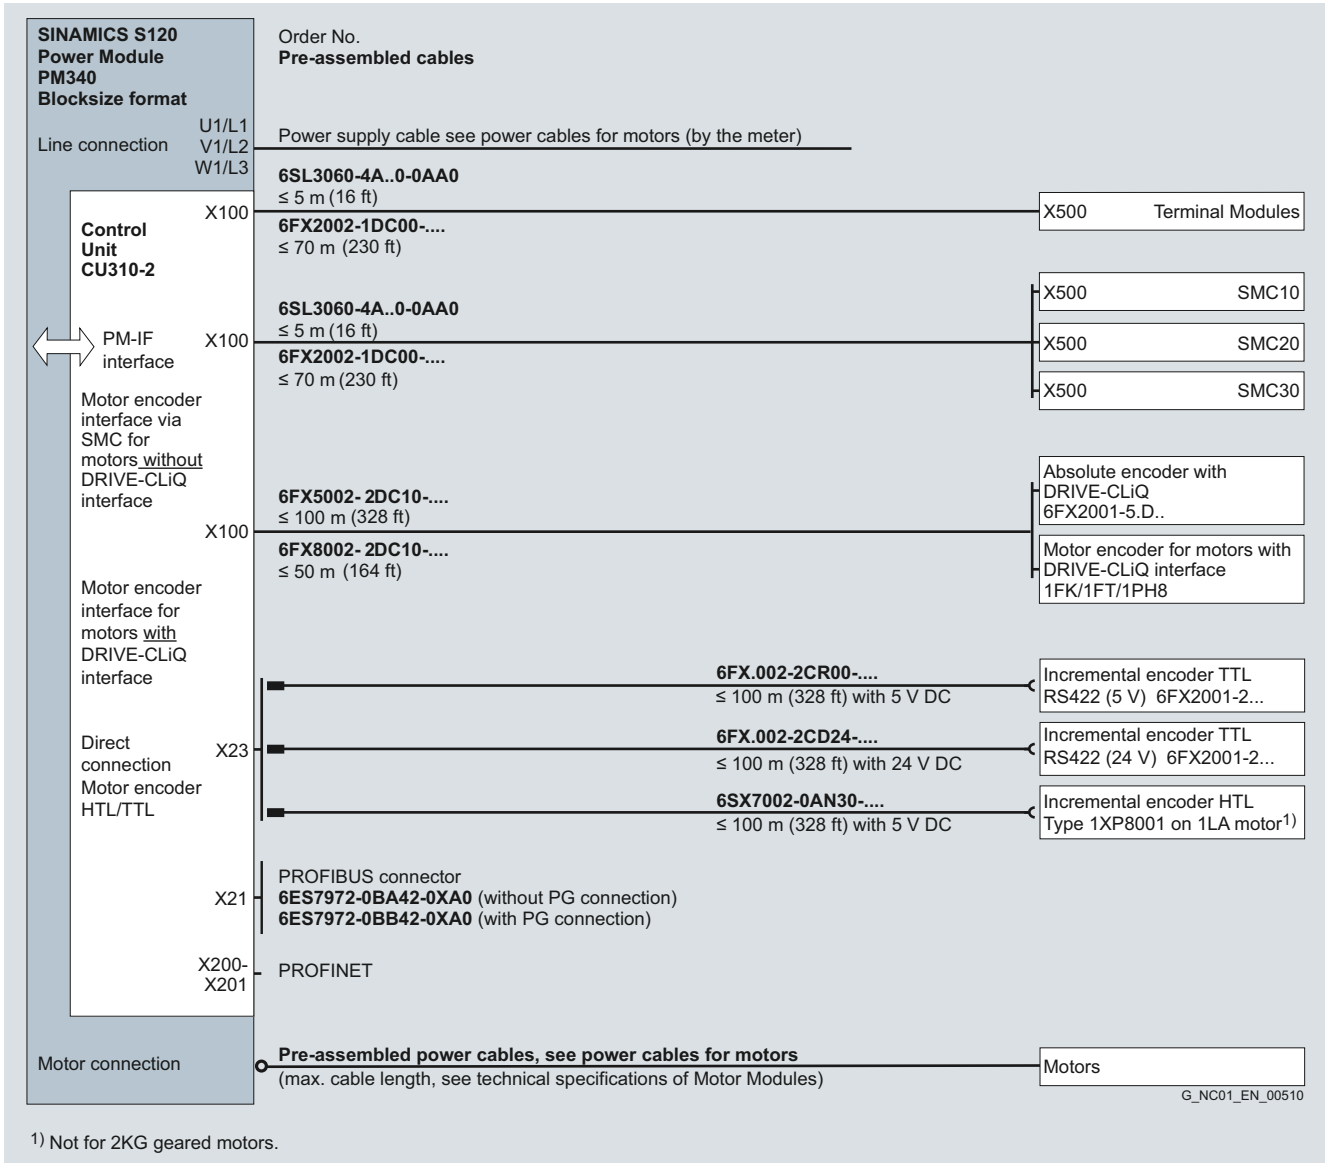 SINAMICS S120
Power Module
PM340
Blocksize format
Order No.
Pre-assembled cables
Line connection
U1/L1
V1/L2
W1/L3
Power supply cable see power cables for motors (by the meter)
Control
Unit
CU310-2
X100
6SL3060-4A..0-0AA0
≤ 5 m (16 ft)
6FX2002-1DC00-....
≤ 70 m (230 ft)
X500 Terminal Modules
PM-IF
interface
X100
6SL3060-4A..0-0AA0
≤ 5 m (16 ft)
6FX2002-1DC00-....
≤ 70 m (230 ft)
X500 SMC10
X500 SMC20
X500 SMC30
Motor encoder
interface via
SMC for
motors without
DRIVE-CLiQ
interface
X100
6FX5002- 2DC10-....
≤ 100 m (328 ft)
6FX8002- 2DC10-....
≤ 50 m (164 ft)
Absolute encoder with
DRIVE-CLiQ
6FX2001-5.D..
Motor encoder for motors with
DRIVE-CLiQ interface
1FK/1FT/1PH8
Motor encoder
interface for
motors with
DRIVE-CLiQ
interface
Direct
connection
Motor encoder
HTL/TTL
X23
6FX.002-2CR00-....
≤ 100 m (328 ft) with 5 V DC
Incremental encoder TTL
RS422 (5 V) 6FX2001-2...
6FX.002-2CD24-....
≤ 100 m (328 ft) with 24 V DC
Incremental encoder TTL
RS422 (24 V) 6FX2001-2...
6SX7002-0AN30-....
≤ 100 m (328 ft) with 5 V DC
Incremental encoder HTL
Type 1XP8001 on 1LA motor1)
X21
PROFIBUS connector
6ES7972-0BA42-0XA0 (without PG connection)
6ES7972-0BB42-0XA0 (with PG connection)
X200-
X201
PROFINET
Motor connection
Pre-assembled power cables, see power cables for motors
(max. cable length, see technical specifications of Motor Modules)
Motors
G_NC01_EN_00510
1) Not for 2KG geared motors.